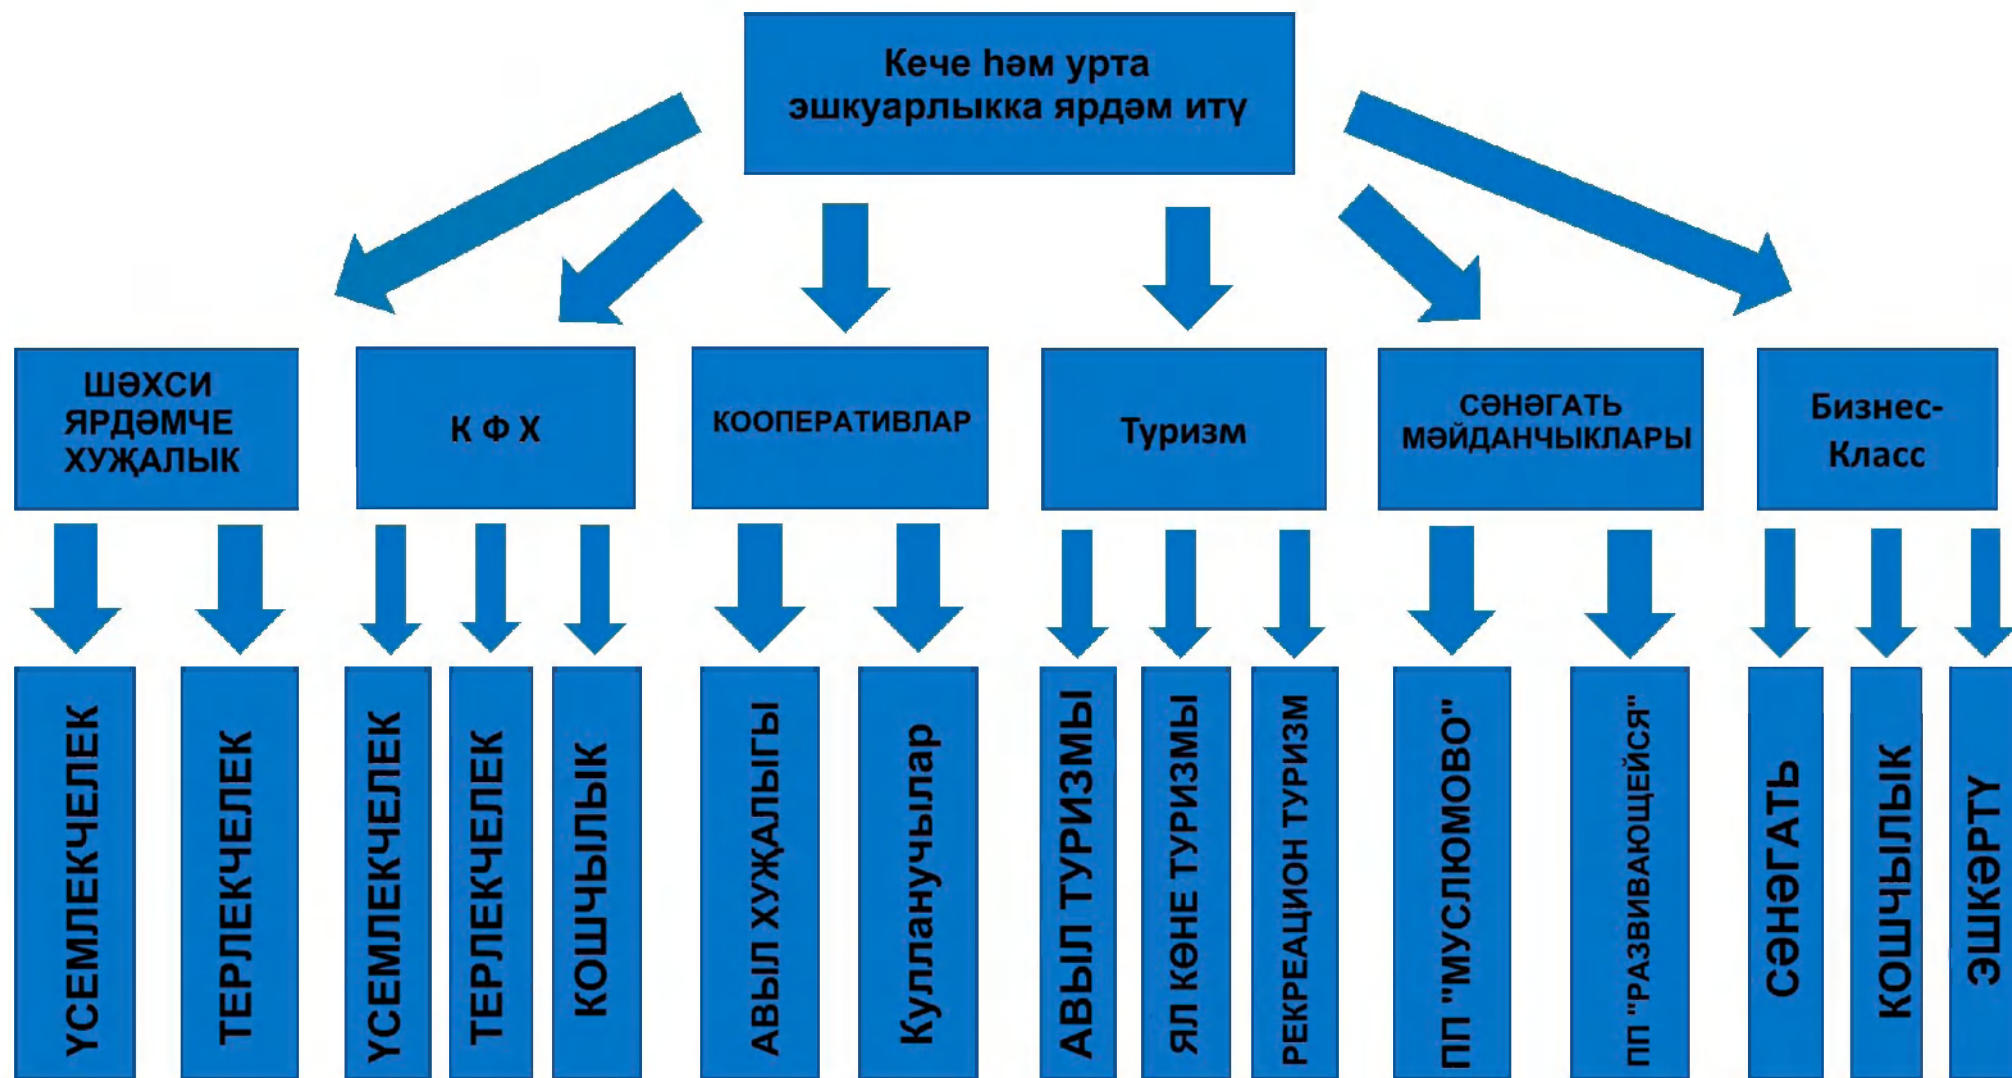 Кече һәм урта
эшкуарлыкка ярдәм итү
ШӘХСИ
ЯРДӘМЧЕ
ХУҖАЛЫК
К Ф Х
КООПЕРАТИВЛАР
Туризм
СӘНӘГАТЬ
МӘЙДАНЧЫКЛАРЫ
Бизнес-
Класс
ҮСЕМЛЕКЧЕЛЕК
ТЕРЛЕКЧЕЛЕК
ҮСЕМЛЕКЧЕЛЕК
ТЕРЛЕКЧЕЛЕК
КОШЧЫЛЫК
АВЫЛ ХУҖАЛЫГЫ
Кулланучылар
АВЫЛ ТУРИЗМЫ
ЯЛ КӨНЕ ТУРИЗМЫ
РЕКРЕАЦИОН ТУРИЗМ
ПП "МУСЛЮМОВО"
ПП "РАЗВИВАЮЩЕЙСЯ"
СӘНӘГАТЬ
КОШЧЫЛЫК
ЭШКӘРТҮ